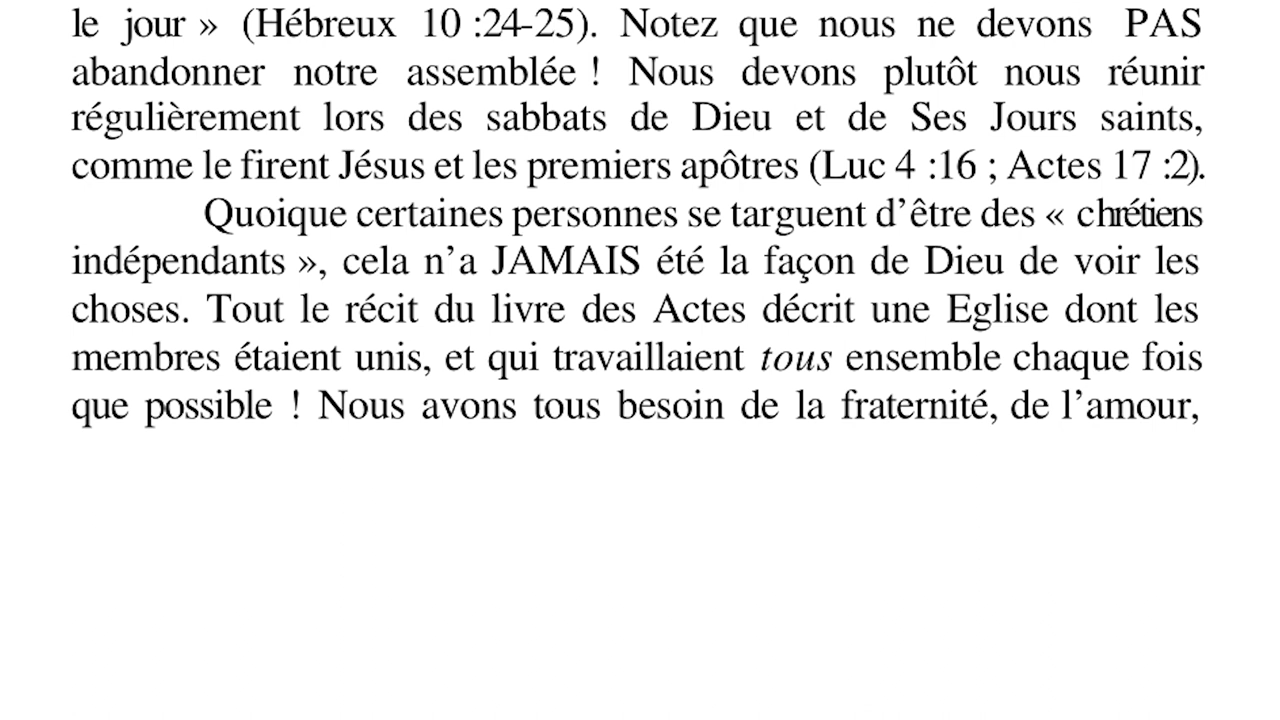 le jour » (Hébreux 10 :24-25). Notez que nous ne devons PAS
abandonner notre assemblée ! Nous devons plutôt nous réunir
régulièrement lors des sabbats de Dieu et de Ses Jours saints,
comme le firent Jésus et les premiers apôtres (Luc 4 :16 ; Actes 17 :2).
Quoique certaines personnes se targuent d’être des « chrétiens
indépendants », cela n’a JAMAIS été la façon de Dieu de voir les
choses. Tout le récit du livre des Actes décrit une Eglise dont les
membres étaient unis, et qui travaillaient tous ensemble chaque fois
que possible ! Nous avons tous besoin de la fraternité, de l’amour,